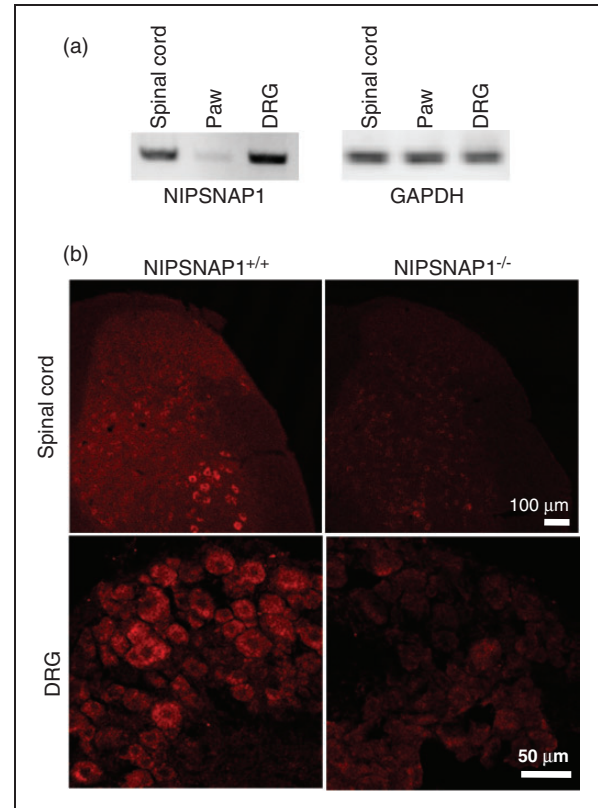 (a)
Spinal cord
Paw
DRG
Spinal cord
Paw
DRG
NIPSNAP1
GAPDH
(b)
NIPSNAP1+/+
NIPSNAP1-/-
Spinal cord
100 μm
DRG
50 μm